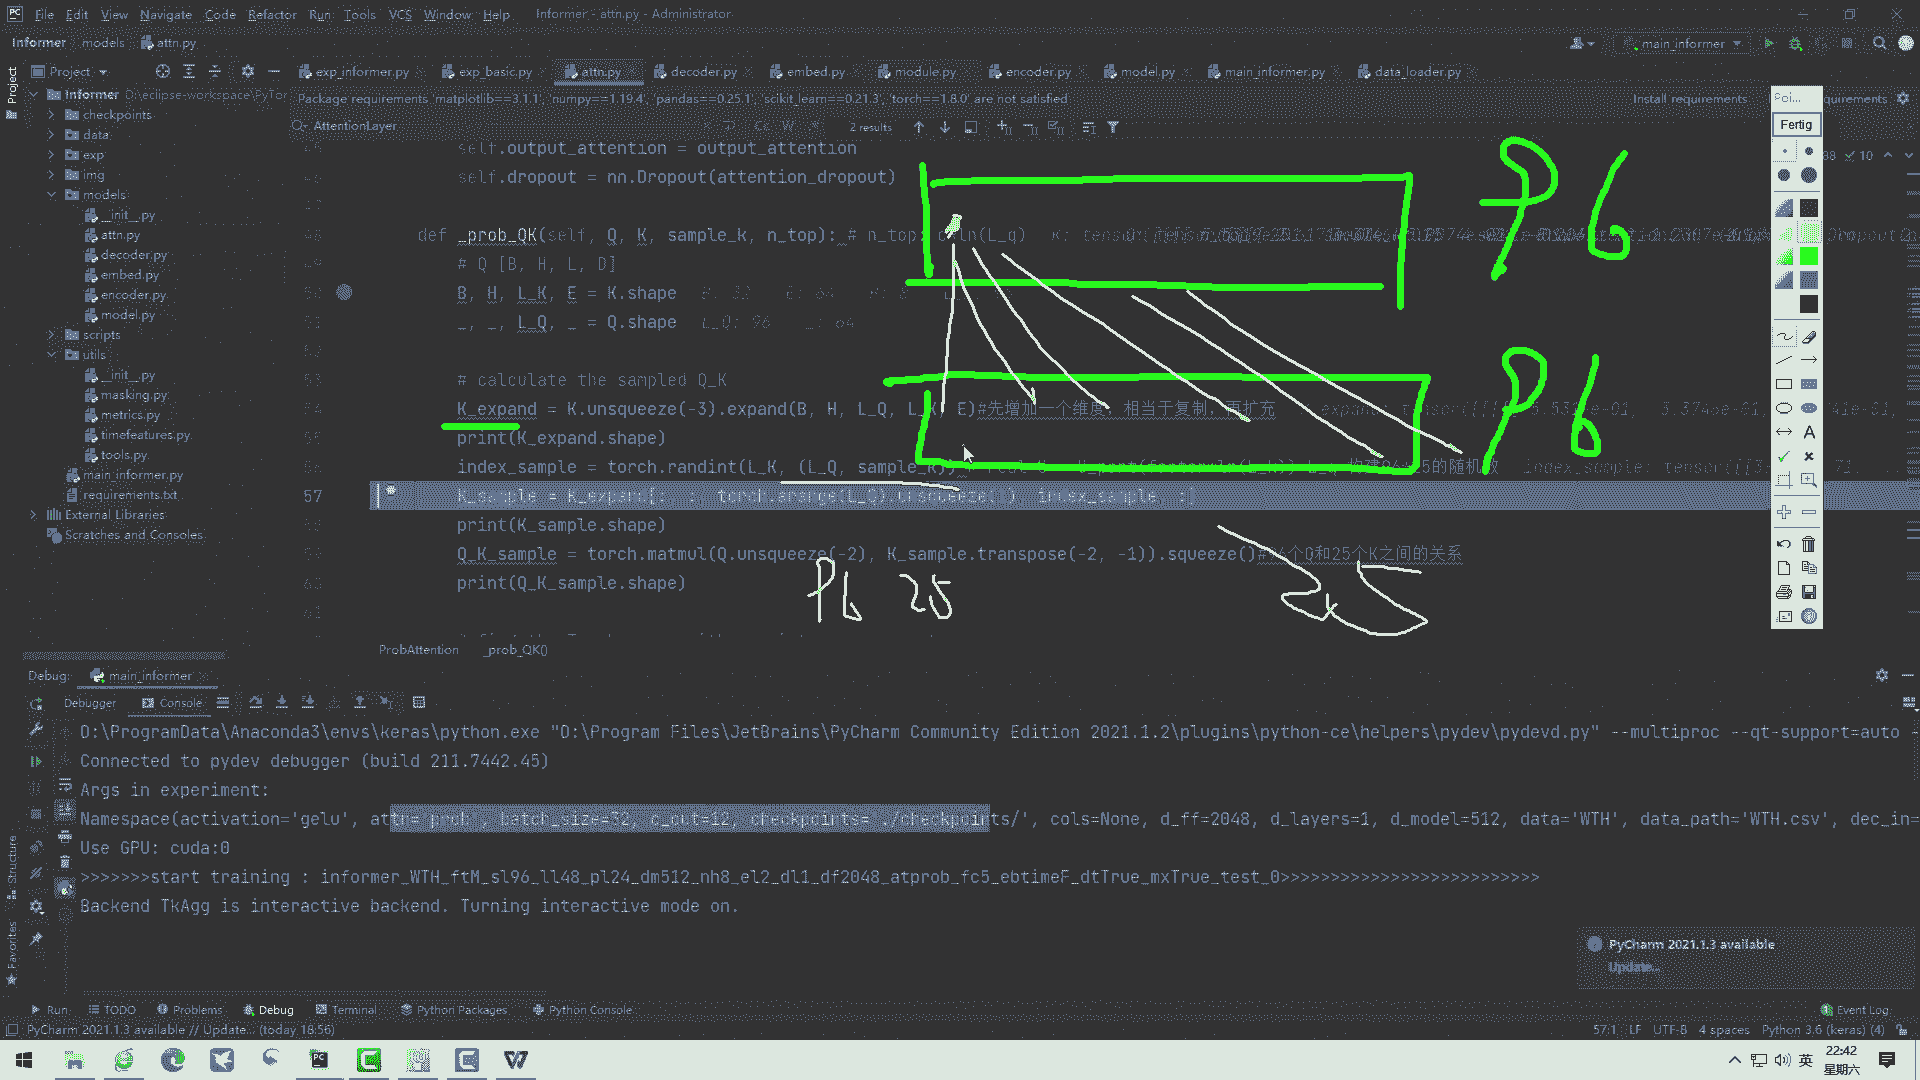 File Edit View Navigate Code Refactor Run Tools VCS Window Help Informer - attn.py - Administrator
Informer models attn.py
main_informer
Project
exp_informer.py exp_basic.py attn.py decoder.py embed.py module.py encoder.py model.py main_informer.py data_loader.py
Informer D:\eclipse-workspace\PyTor
Package requirements 'matplotlib==3.1.1', 'numpy==1.19.4', 'pandas==0.25.1', 'scikit_learn==0.21.3', 'torch==1.8.0' are not satisfied
Install requirements
Fertig
AttentionLayer
2 results
checkpoints
data
exp
img
models
__init__.py
attn.py
decoder.py
embed.py
encoder.py
model.py
scripts
utils
__init__.py
masking.py
metrics.py
timefeatures.py
tools.py
main_informer.py
requirements.txt
External Libraries
Scratches and Consoles
self.output_attention = output_attention
self.dropout = nn.Dropout(attention_dropout)
def _prob_QK(self, Q, K, sample_k, n_top): # n_top:
# Q [B, H, L, D]
B, H, L_K, E = K.shape
_, _, L_Q, _ = Q.shape L_Q: 96 _: 64
# calculate the sampled Q_K
K_expand = K.unsqueeze(-3).expand(B, H, L_Q, L_K, E)#先增加一个维度，相当于复制，再扩充
print(K_expand.shape)
index_sample = torch.randint(L_K, (L_Q, sample_k))
57 K_sample = K_expand[:, :, torch.arange(L_Q).unsqueeze(1), index_sample, :]
print(K_sample.shape)
Q_K_sample = torch.matmul(Q.unsqueeze(-2), K_sample.transpose(-2, -1)).squeeze()#96个Q和25个K之间的关系
print(Q_K_sample.shape)
P6
P6
P6 25
25
ProbAttention _prob_QK()
Debug: main_informer
Debugger Console
D:\ProgramData\Anaconda3\envs\keras\python.exe "D:\Program Files\JetBrains\PyCharm Community Edition 2021.1.2\plugins\python-ce\helpers\pydev\pydevd.py" --multiproc --qt-support=auto
Connected to pydev debugger (build 211.7442.45)
Args in experiment:
Namespace(activation='gelu', attn='prob', batch_size=32, c_out=12, checkpoints='./checkpoints/', cols=None, d_ff=2048, d_layers=1, d_model=512, data='WTH', data_path='WTH.csv', dec_in=
Use GPU: cuda:0
>>>>>>>start training : informer_WTH_ftM_sl96_ll48_pl24_dm512_nh8_el2_dl1_df2048_atprob_fc5_ebtimeF_dtTrue_mxTrue_test_0>>>>>>>>>>>>>>>>>>>>>>>>>>
Backend TkAgg is interactive backend. Turning interactive mode on.
PyCharm 2021.1.3 available
Update...
Structure
Favorites
Run TODO Problems Debug Terminal Python Packages Python Console Event Log
PyCharm 2021.1.3 available // Update... (today 18:56)
57:1 LF UTF-8 4 spaces Python 3.6 (keras) (4)
英
22:42
星期六